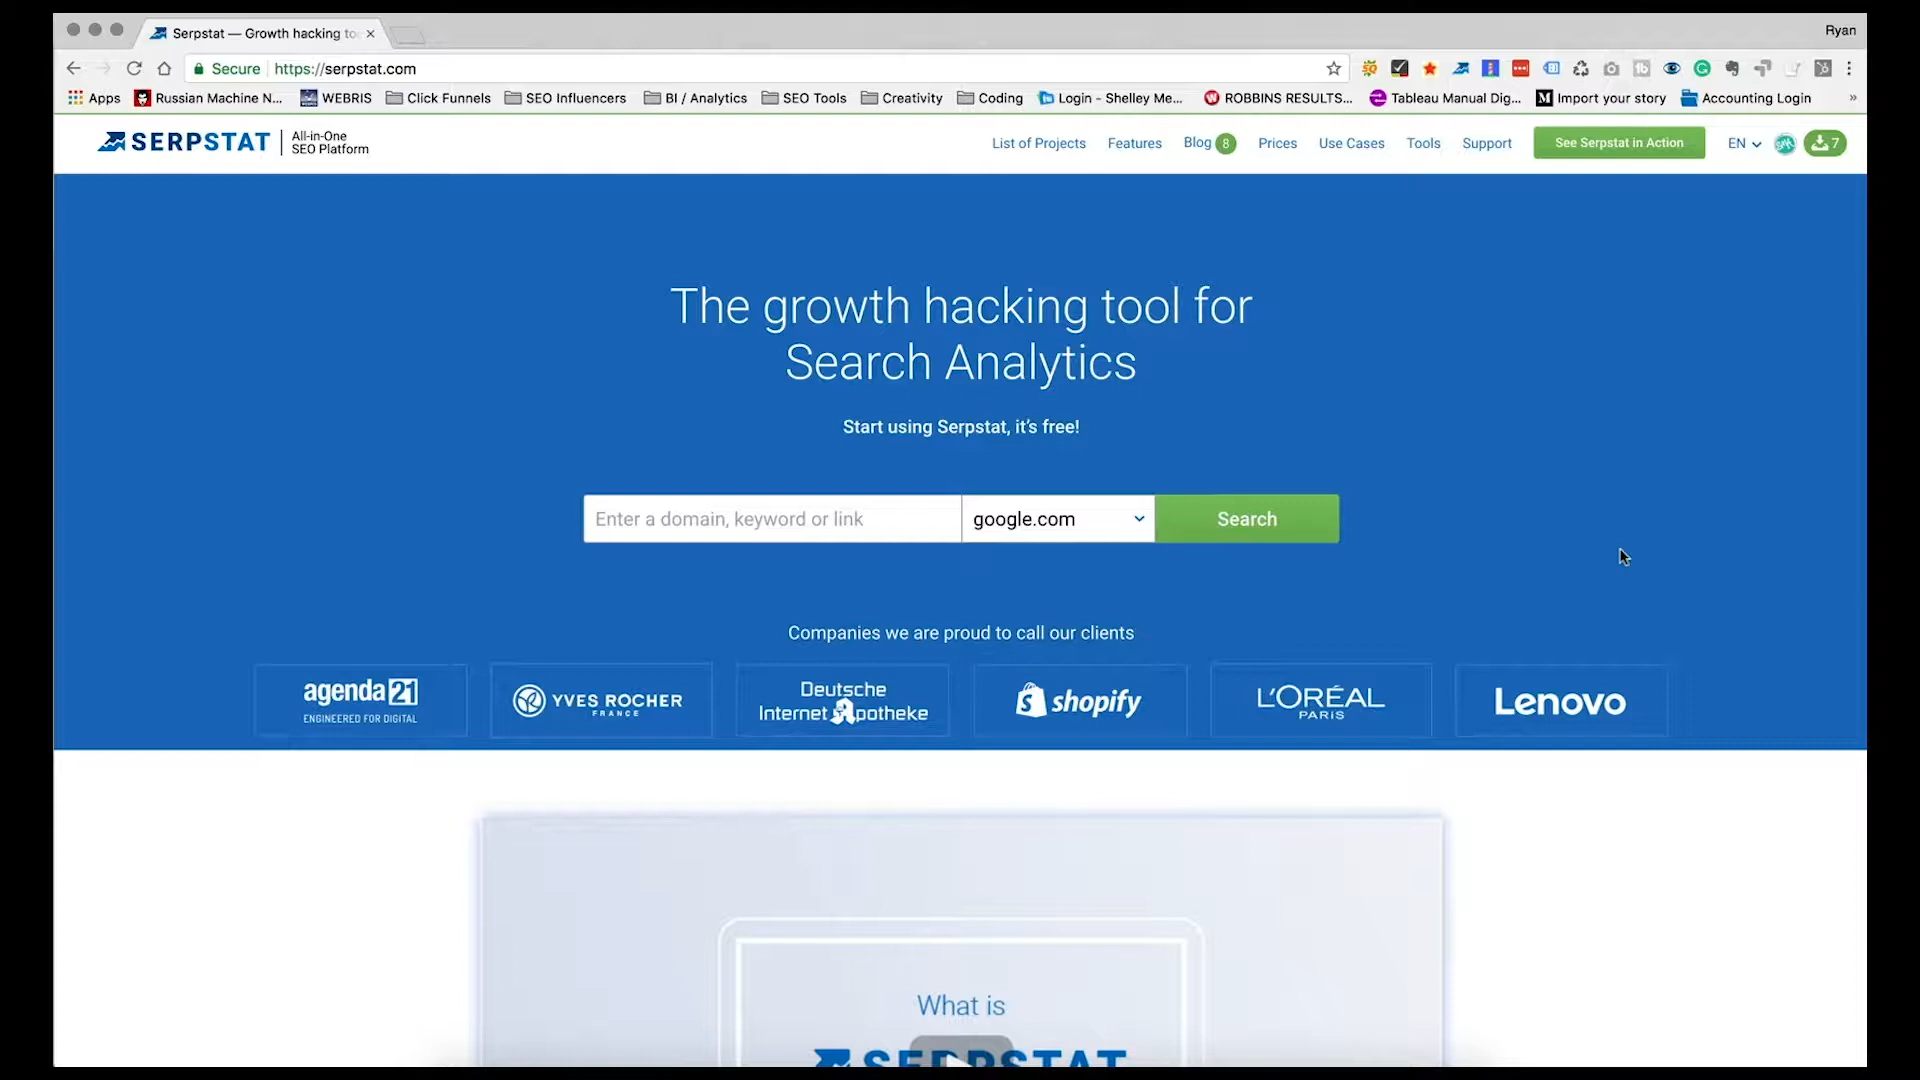 Serpstat — Growth hacking to
Ryan
Secure
https://serpstat.com
Apps
Russian Machine N...
WEBRIS
Click Funnels
SEO Influencers
BI / Analytics
SEO Tools
Creativity
Coding
Login - Shelley Me...
ROBBINS RESULTS...
Tableau Manual Dig...
Import your story
Accounting Login
SERPSTAT
All-in-One
SEO Platform
List of Projects
Features
Blog 8
Prices
Use Cases
Tools
Support
See Serpstat in Action
EN
7
The growth hacking tool for
Search Analytics
Start using Serpstat, it's free!
Enter a domain, keyword or link
google.com
Search
Companies we are proud to call our clients
agenda21
ENGINEERED FOR DIGITAL
YVES ROCHER
FRANCE
Deutsche
Internet Apotheke
shopify
L'ORÉAL
PARIS
Lenovo
What is
SERPSTAT